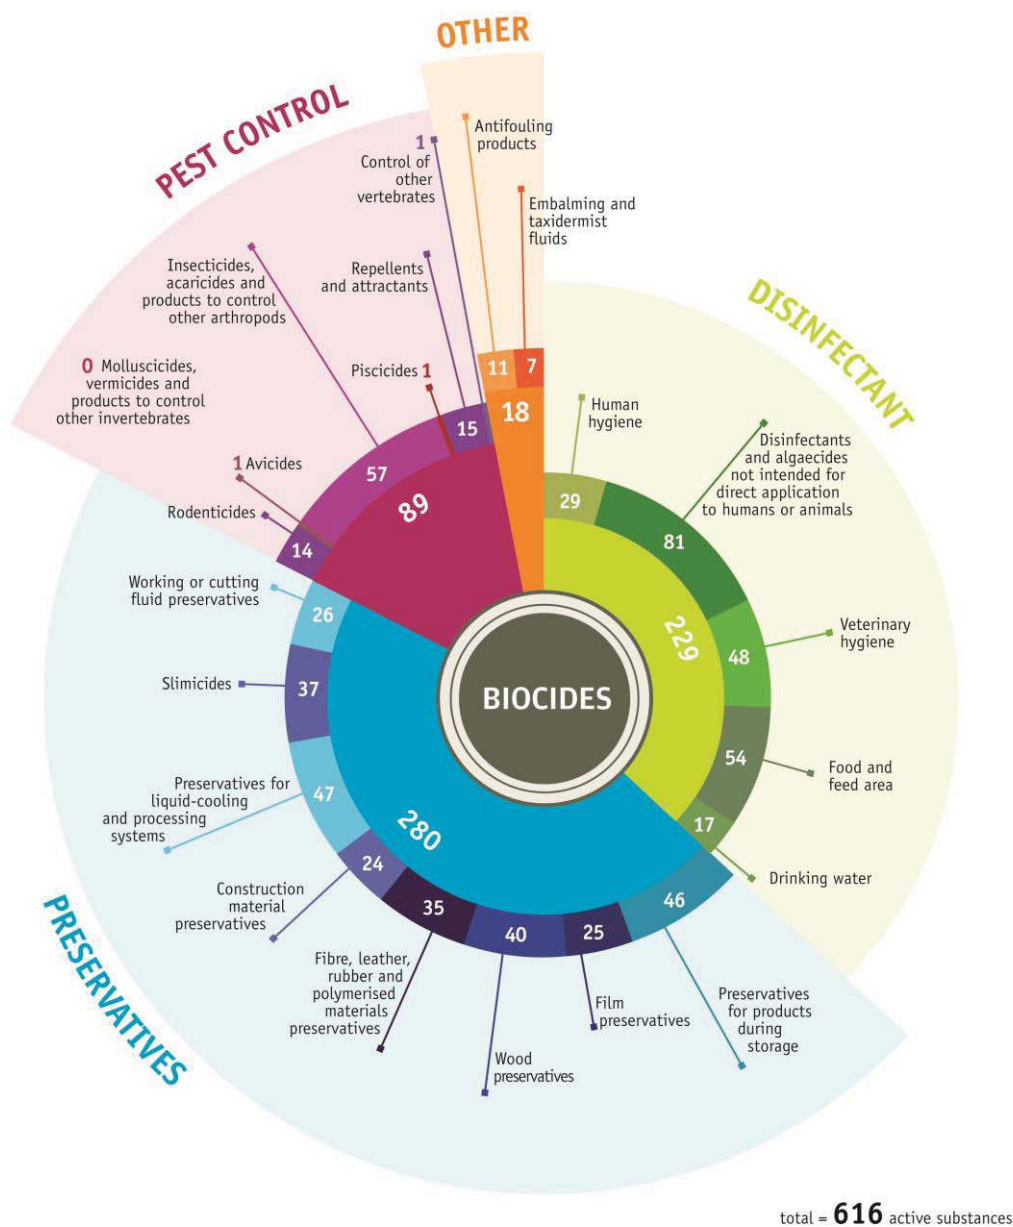 OTHER
Antifouling
products
Embalming and
taxidermist
fluids
11
7
18
PEST CONTROL
1
Control of
other
vertebrates
Repellents
and attractants
Insecticides,
acaricides and
products to control
other arthropods
0 Molluscicides,
vermicides and
products to control
other invertebrates
Piscicides 1
1 Avicides
Rodenticides
15
57
14
89
DISINFECTANT
Human
hygiene
Disinfectants
and algaecides
not intended for
direct application
to humans or animals
Veterinary
hygiene
Food and
feed area
Drinking water
29
81
48
54
17
229
BIOCIDES
PRESERVATIVES
Working or cutting
fluid preservatives
Slimicides
Preservatives for
liquid-cooling
and processing
systems
Construction
material
preservatives
Fibre, leather,
rubber and
polymerised
materials
preservatives
Wood
preservatives
Film
preservatives
Preservatives
for products
during
storage
26
37
47
24
35
40
25
46
280
total = 616 active substances